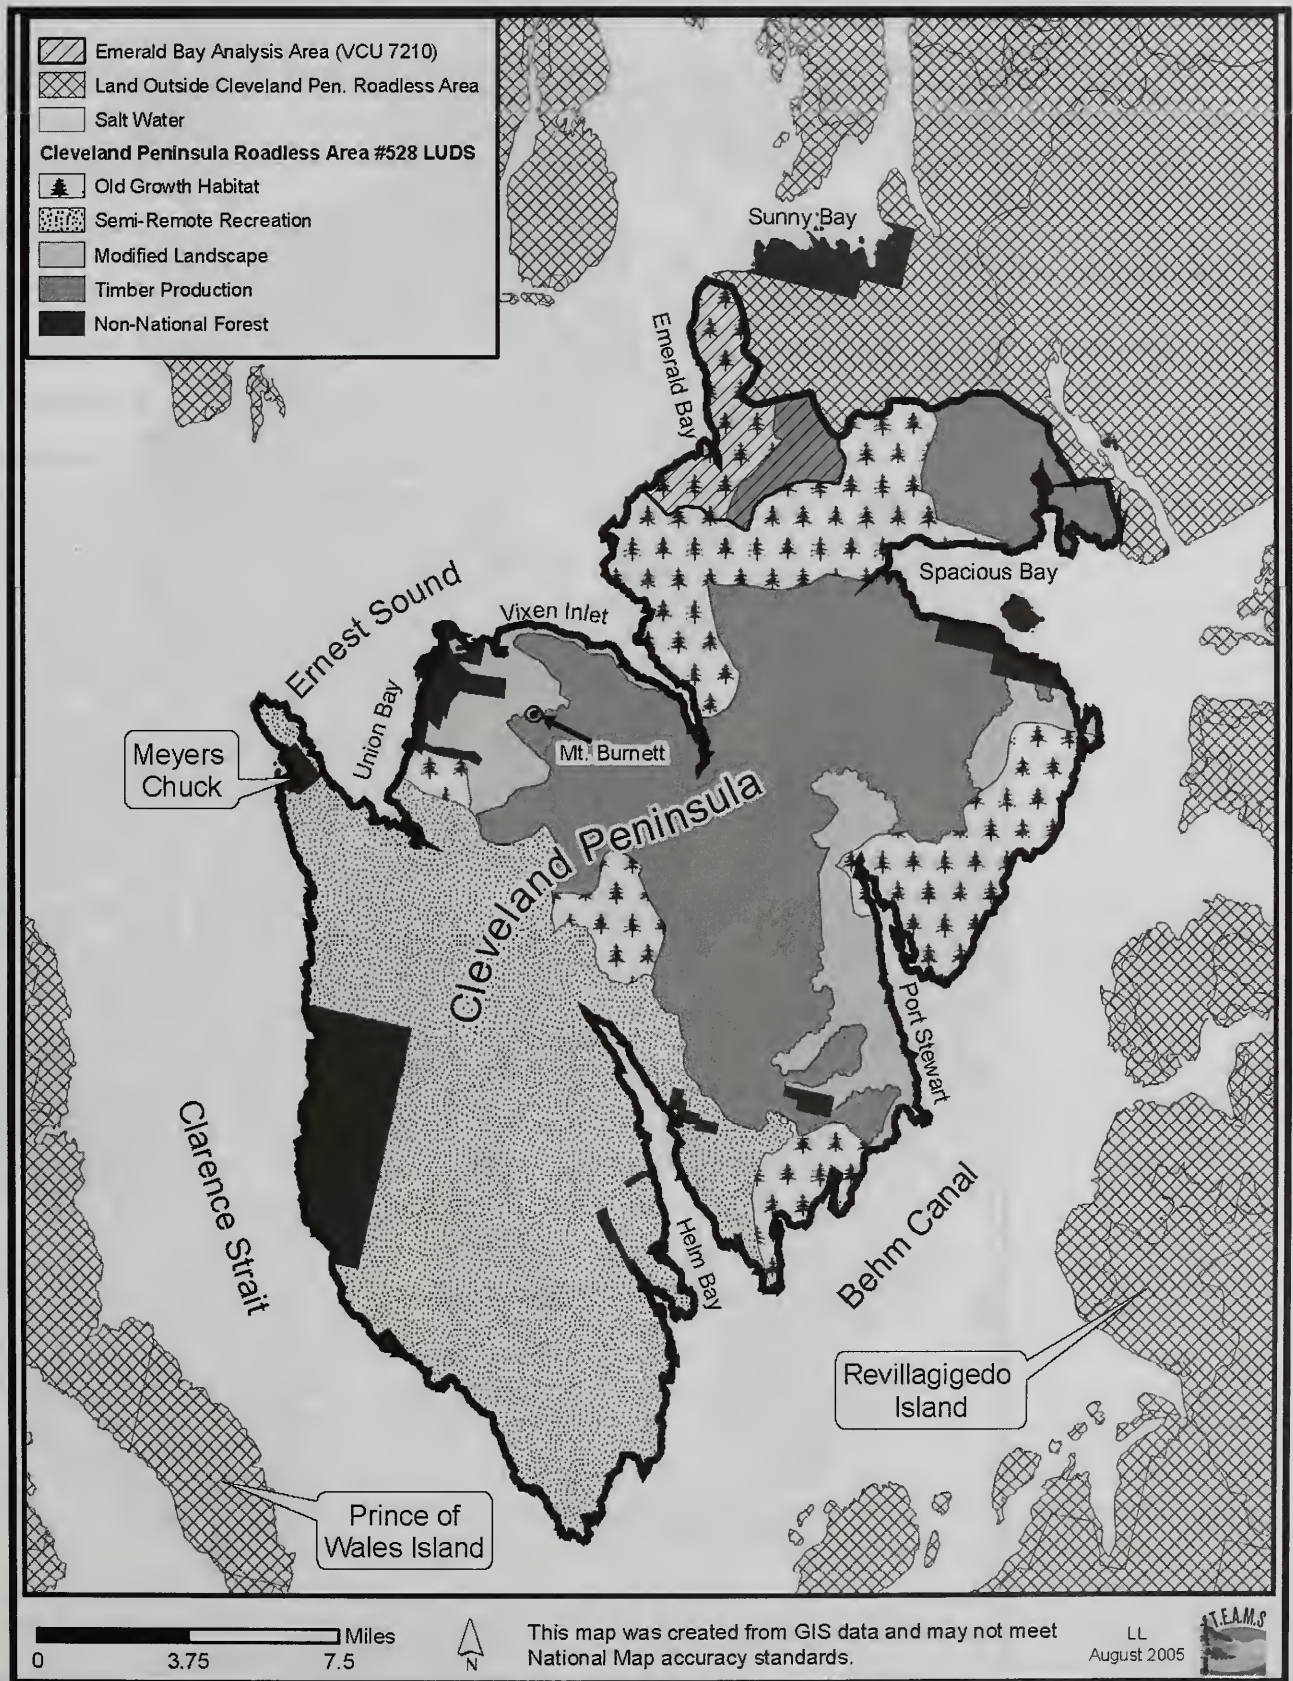 Emerald Bay Analysis Area (VCU 7210)
Land Outside Cleveland Pen. Roadless Area
Salt Water
Cleveland Peninsula Roadless Area #528 LUDS
Old Growth Habitat
Semi-Remote Recreation
Modified Landscape
Timber Production
Non-National Forest
Sunny Bay
Emerald Bay
Spacious Bay
Ernest Sound
Vixen Inlet
Union Bay
Meyers
Chuck
Mt. Burnett
Cleveland Peninsula
Port Stewart
Clarence Strait
Helm Bay
Behm Canal
Revillagigedo
Island
Prince of
Wales Island
Miles
0 3.75 7.5
N
This map was created from GIS data and may not meet
National Map accuracy standards.
LL
August 2005
T.E.A.M.S